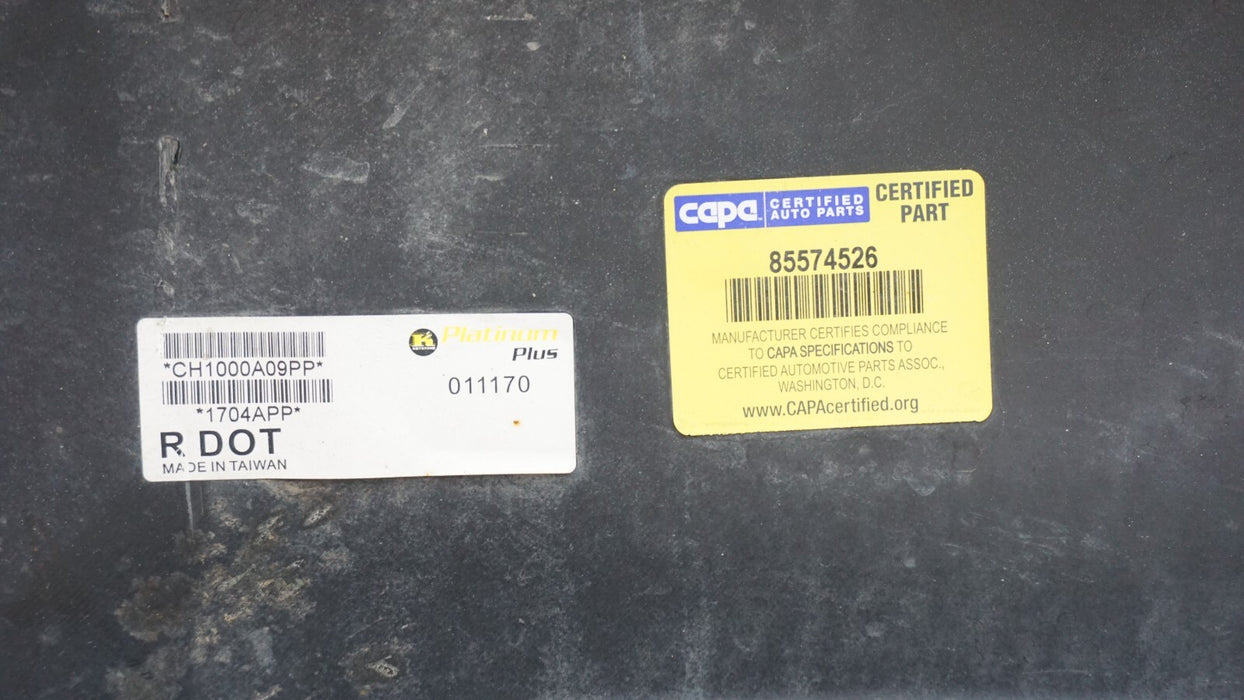 *CH1000A09PP*
*1704APP*
R DOT
MADE IN TAIWAN
K
Platinum
Plus
011170
capa CERTIFIED
AUTO PARTS
CERTIFIED
PART
85574526
MANUFACTURER CERTIFIES COMPLIANCE
TO CAPA SPECIFICATIONS TO
CERTIFIED AUTOMOTIVE PARTS ASSOC.,
WASHINGTON, D.C.
www.CAPAcertified.org